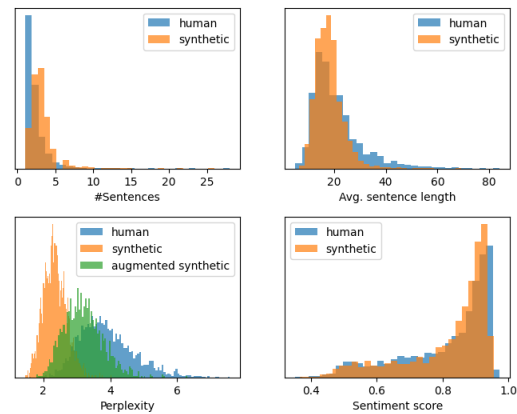 human
synthetic
0 5 10 15 20 25
#Sentences
human
synthetic
20 40 60 80
Avg. sentence length
human
synthetic
augmented synthetic
2 4 6
Perplexity
human
synthetic
0.4 0.6 0.8 1.0
Sentiment score